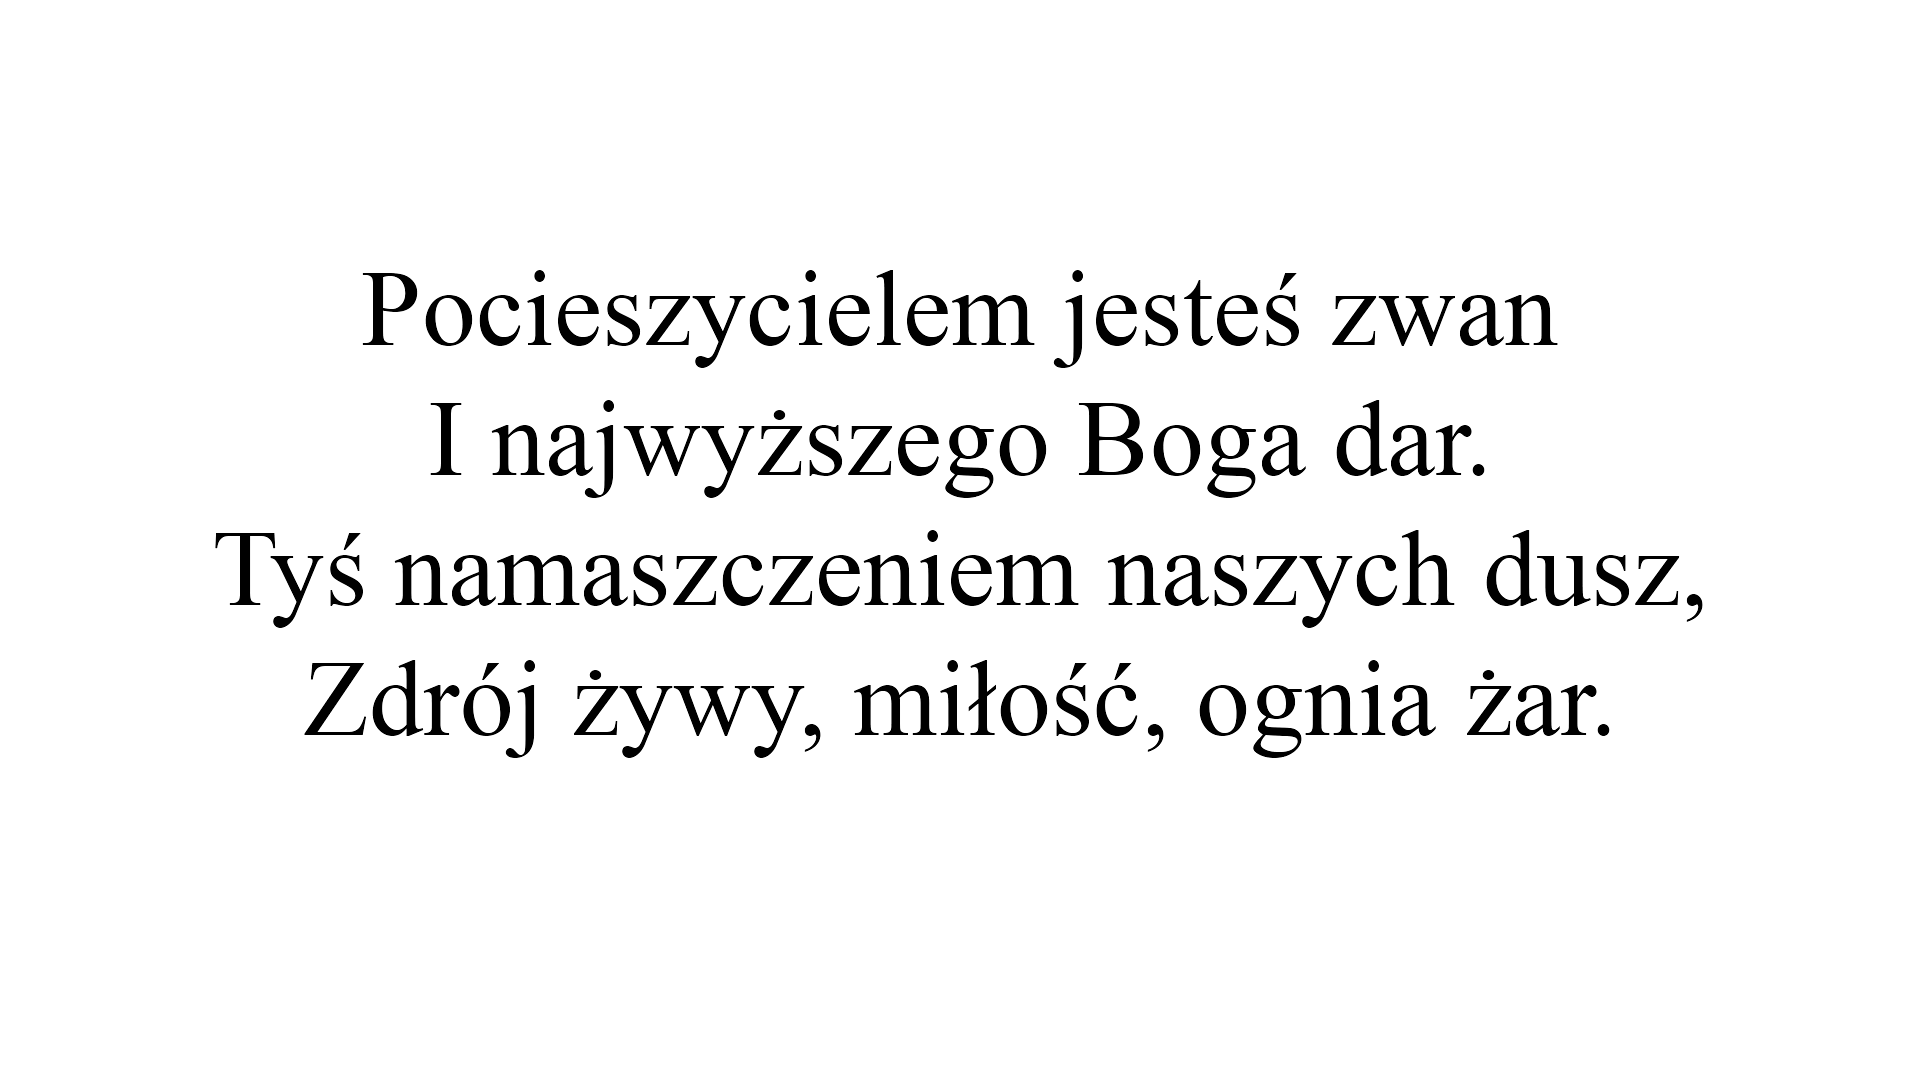 Pocieszycielem jesteś zwan
I najwyższego Boga dar.
Tyś namaszczeniem naszych dusz,
Zdrój żywy, miłość, ognia żar.